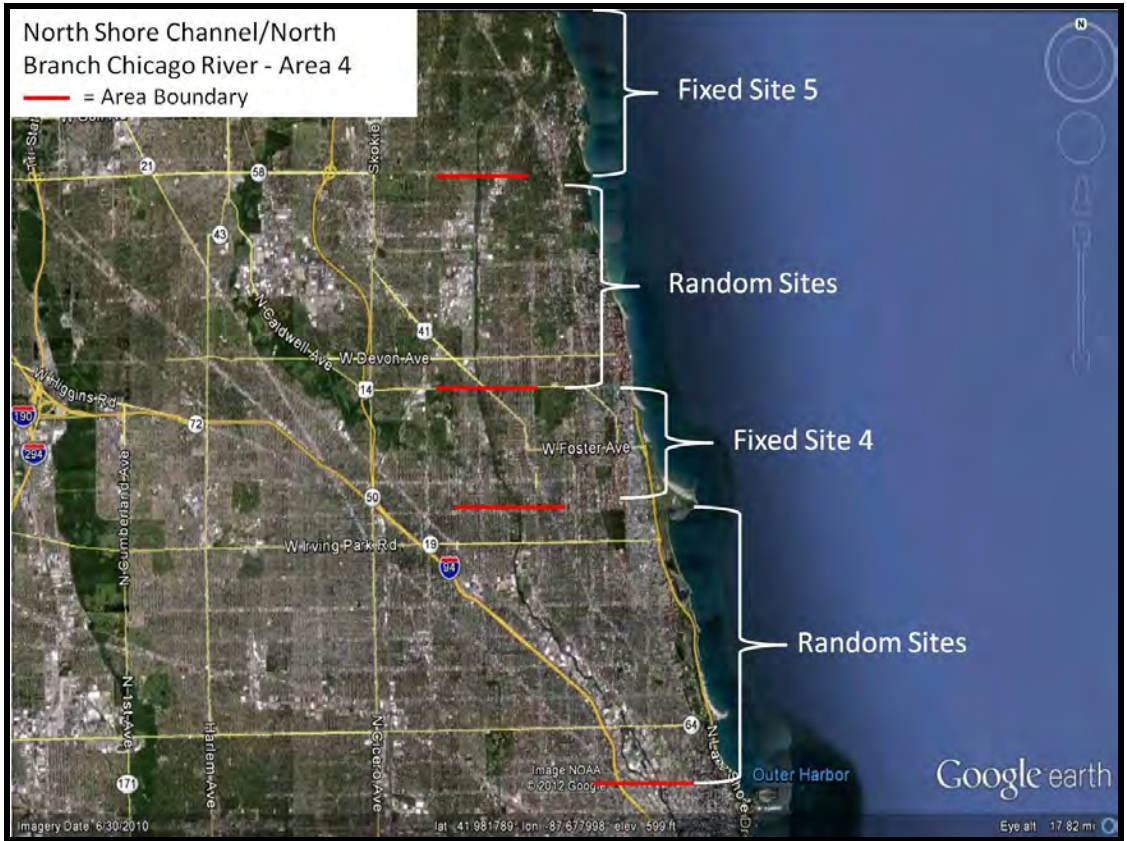 North Shore Channel/North
Branch Chicago River - Area 4
= Area Boundary
N
Fixed Site 5
Skokie
21
58
43
Random Sites
N Caldwell Ave
41
W Devon Ave
14
W Higgins Rd
190
72
294
Fixed Site 4
W Foster Ave
N Cumberland Ave
50
W Irving Park Rd
19
94
Random Sites
N 1st Ave
Harlem Ave
N Cicero Ave
64
171
Image NOAA
© 2012 Google
Outer Harbor
Google earth
Imagery Date 6/30/2010
lat 41.981789° lon -87.677998° elev 599 ft
Eye alt 17.82 mi